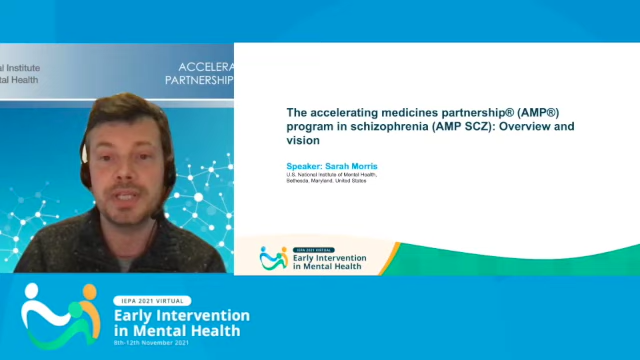 al Institute
ntal Health
ACCELERA
PARTNERSHIP
The accelerating medicines partnership® (AMP®)
program in schizophrenia (AMP SCZ): Overview and
vision
Speaker: Sarah Morris
U.S. National Institute of Mental Health,
Bethesda, Maryland, United States
IEPA 2021 VIRTUAL
Early Intervention
in Mental Health
IEPA 2021 VIRTUAL
Early Intervention
in Mental Health
8th-12th November 2021